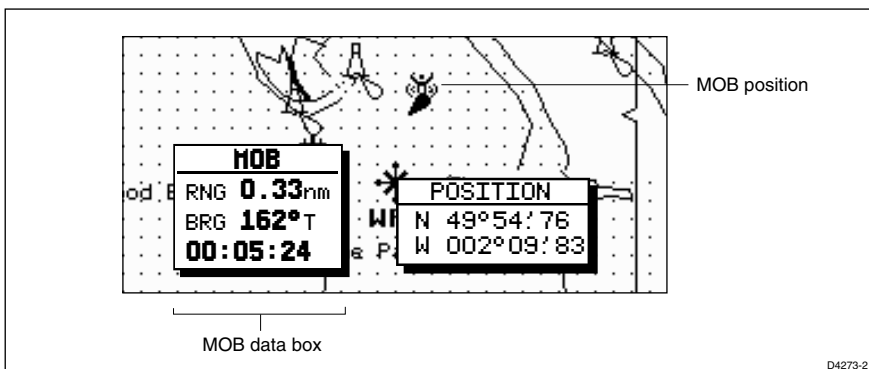 MOB position
MOB
RNG 0.33nm
BRG 162°T
00:05:24
POSITION
N 49°54'.76
W 002°09'.83
MOB data box
D4273-2